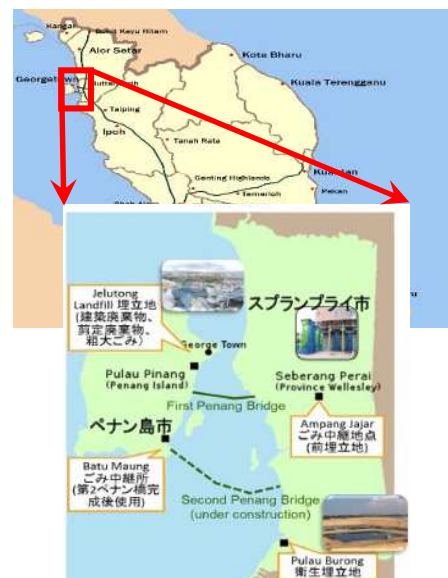 Kangar
Alor Setar
Kota Bharu
Georgetown
Kuala Terengganu
Taiping
Ipoh
Tanah Rata
Genting Highlands
Kuantan
Temerloh
Pekan
Jelutong
Landfill 埋立地
(建築廃棄物、
剪定廃棄物、
粗大ごみ)
スプランプライ市
George Town
Pulau Pinang
(Penang Island)
Seberang Perai
(Province Wellesley)
First Penang Bridge
Ampang Jajar
ごみ中継地点
(前埋立地)
ペナン島市
Batu Maung
ごみ中継所
(第2ペナン橋完
成後使用)
Second Penang Bridge
(under construction)
Pulau Burong
衛生埋立地